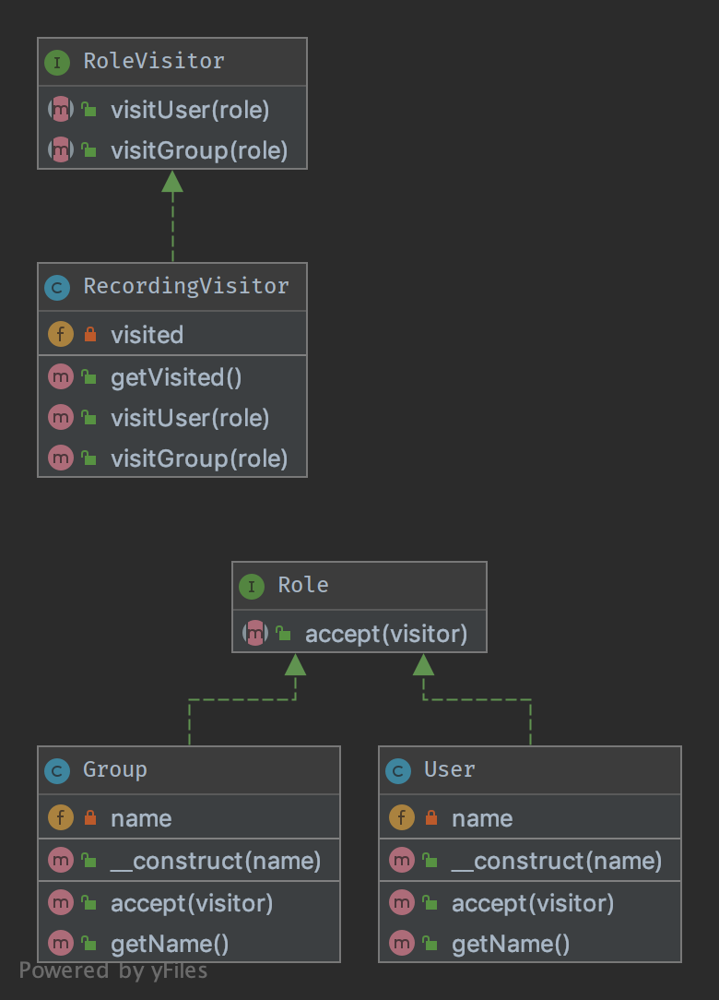 RoleVisitor
visitUser(role)
visitGroup(role)
RecordingVisitor
visited
getVisited()
visitUser(role)
visitGroup(role)
Role
accept(visitor)
Group
name
__construct(name)
accept(visitor)
getName()
User
name
__construct(name)
accept(visitor)
getName()
Powered by yFiles